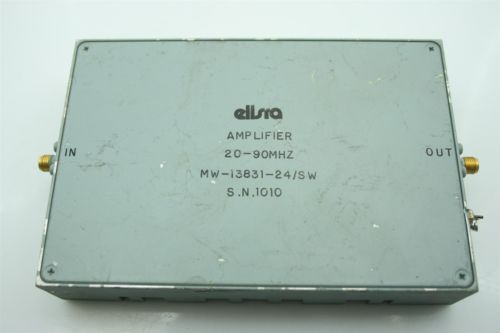 elisra
AMPLIFIER
20-90MHZ
IN
OUT
MW-13831-24/SW
S.N,1010